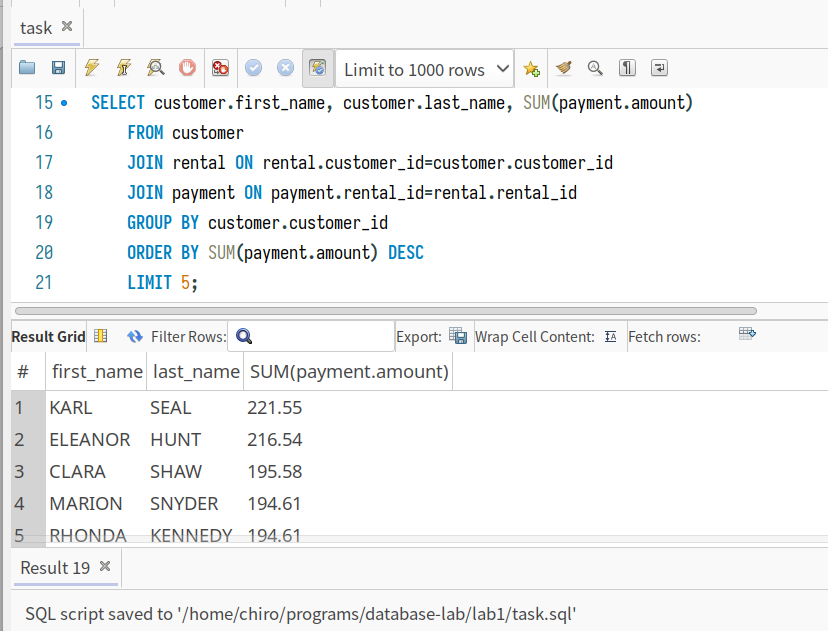 task
Limit to 1000 rows
15 SELECT customer.first_name, customer.last_name, SUM(payment.amount)
16 FROM customer
17 JOIN rental ON rental.customer_id=customer.customer_id
18 JOIN payment ON payment.rental_id=rental.rental_id
19 GROUP BY customer.customer_id
20 ORDER BY SUM(payment.amount) DESC
21 LIMIT 5;
Result Grid Filter Rows: Export: Wrap Cell Content: Fetch rows:
# first_name last_name SUM(payment.amount)
1 KARL SEAL 221.55
2 ELEANOR HUNT 216.54
3 CLARA SHAW 195.58
4 MARION SNYDER 194.61
5 RHONDA KENNEDY 194.61
Result 19
SQL script saved to '/home/chiro/programs/database-lab/lab1/task.sql'